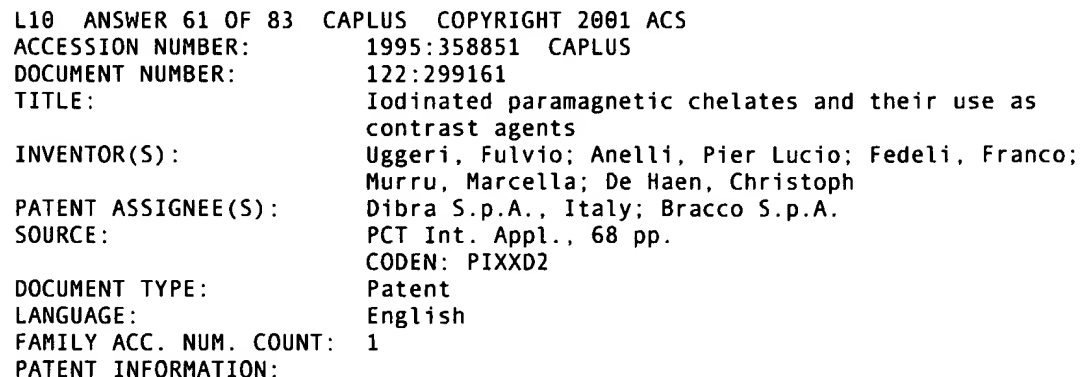 L10 ANSWER 61 OF 83 CAPLUS COPYRIGHT 2001 ACS
ACCESSION NUMBER: 1995:358851 CAPLUS
DOCUMENT NUMBER: 122:299161
TITLE: Iodinated paramagnetic chelates and their use as
contrast agents
INVENTOR(S): Uggeri, Fulvio; Anelli, Pier Lucio; Fedeli, Franco;
Murru, Marcella; De Haen, Christoph
PATENT ASSIGNEE(S): Dibra S.p.A., Italy; Bracco S.p.A.
SOURCE: PCT Int. Appl., 68 pp.
CODEN: PIXXD2
DOCUMENT TYPE: Patent
LANGUAGE: English
FAMILY ACC. NUM. COUNT: 1
PATENT INFORMATION: